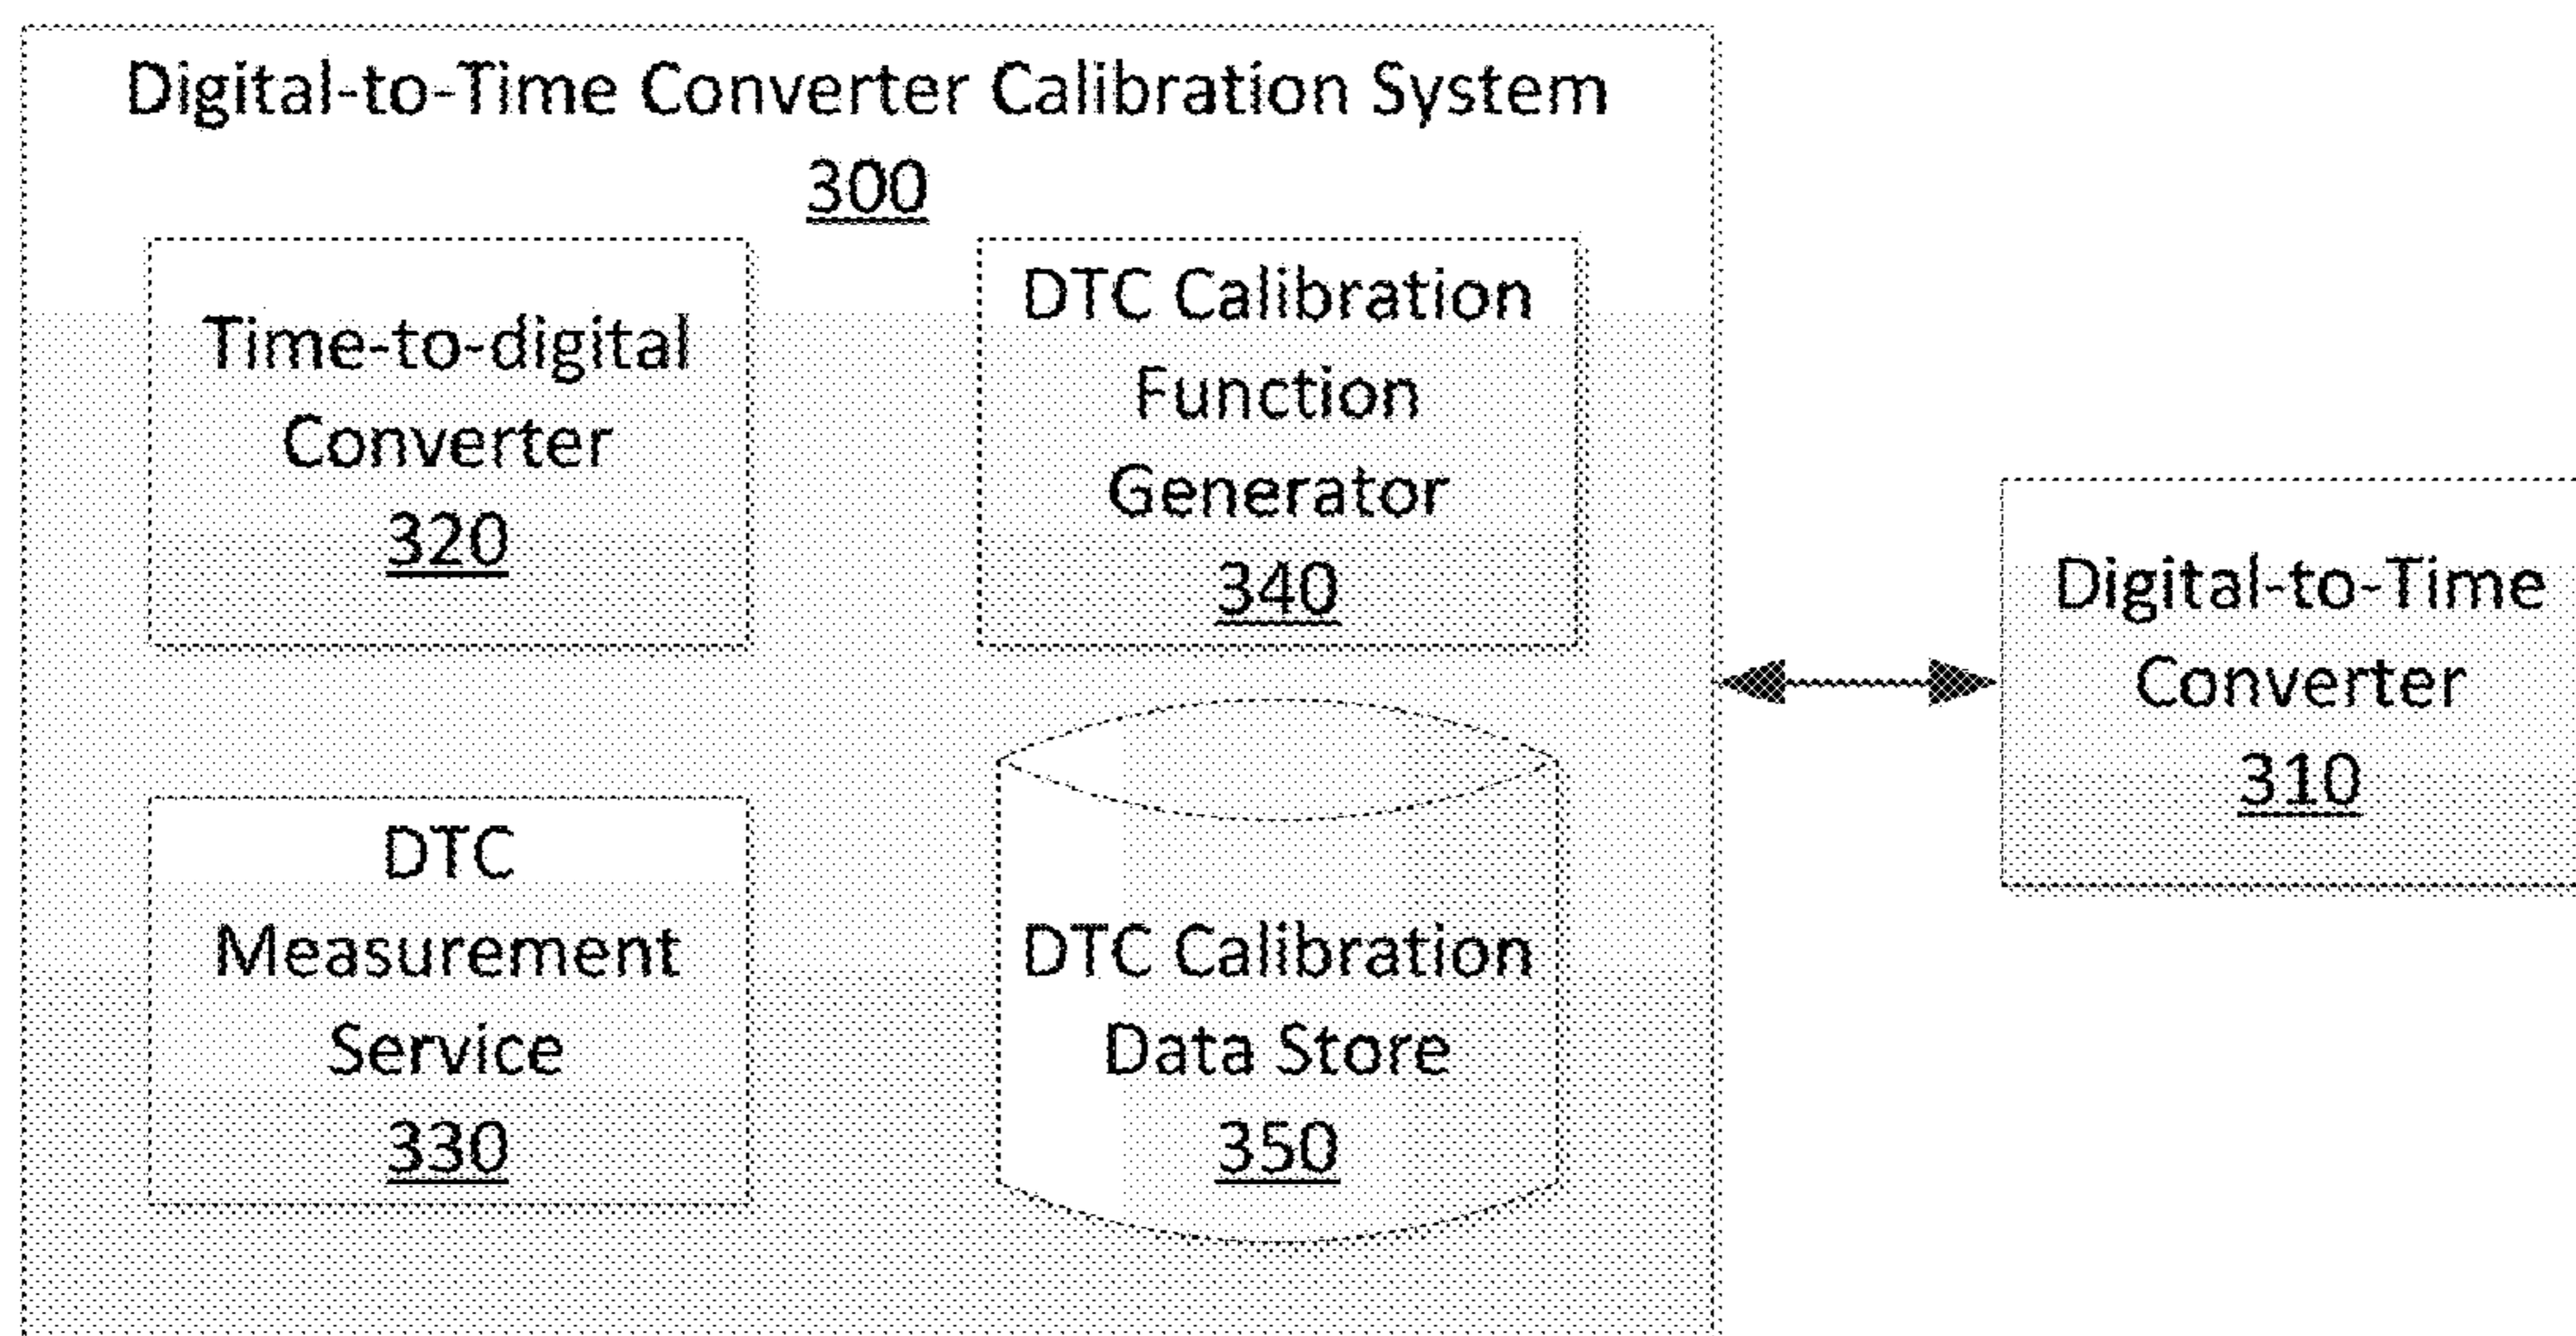 Digital-to-Time Converter Calibration System
300
Time-to-digital
Converter
320
DTC Calibration
Function
Generator
340
DTC
Measurement
Service
330
DTC Calibration
Data Store
350
Digital-to-Time
Converter
310